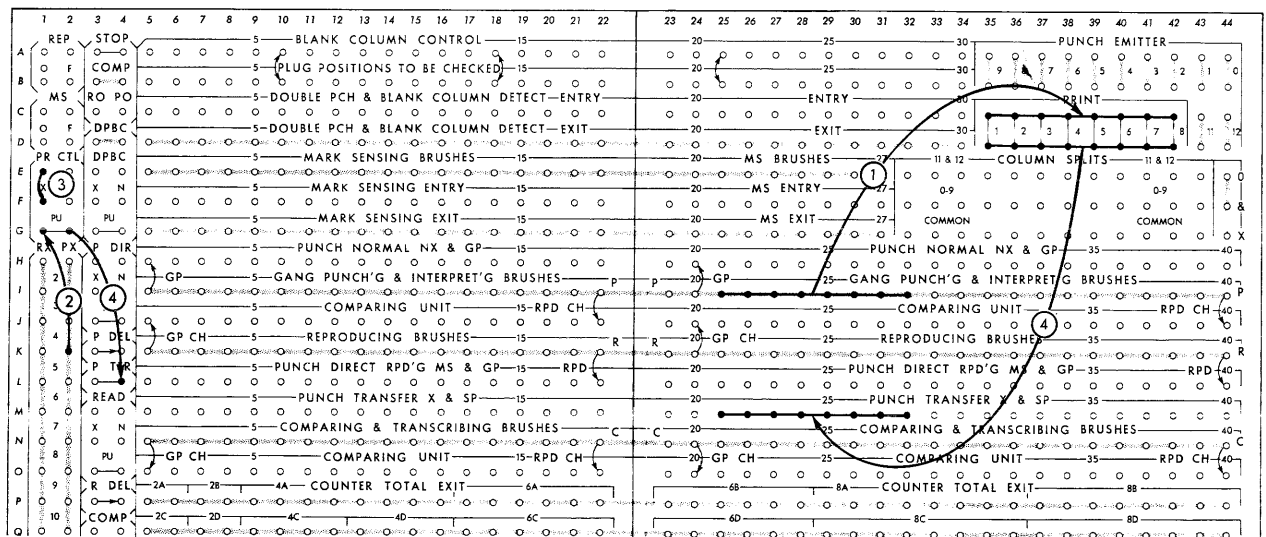 1 2 3 4 5 6 7 8 9 10 11 12 13 14 15 16 17 18 19 20 21 22 23 24 25 26 27 28 29 30 31 32 33 34 35 36 37 38 39 40 41 42 43 44
REP STOP 5 BLANK COLUMN CONTROL 15 20 25 30 PUNCH EMITTER
A
F COMP 5 PLUG POSITIONS TO BE CHECKED 15 20 25 30 9 7 6 5 4 3 2 1 0
B
MS RO PO 5 DOUBLE PCH & BLANK COLUMN DETECT-ENTRY 20 ENTRY 30 PRINT
C
F DPBC 5 DOUBLE PCH & BLANK COLUMN DETECT-EXIT 20 EXIT 30 1 2 3 4 5 6 7 8 11 12
D
PR CTL DPBC 5 MARK SENSING BRUSHES 15 20 MS BRUSHES 27 11 & 12 COLUMN SPLITS 11 & 12
E 1 0
3 X X N 5 MARK SENSING ENTRY 15 20 MS ENTRY 27 0-9 0-9 &
F
PU PU 5 MARK SENSING EXIT 15 20 MS EXIT 27 COMMON COMMON
G X
RX PX P DIR 5 PUNCH NORMAL NX & GP 15 20 25 PUNCH NORMAL NX & GP 35 40
H
2 X N GP 5 GANG PUNCH'G & INTERPRET'G BRUSHES P P 20 GP 25 GANG PUNCH'G & INTERPRET'G BRUSHES 40
I P
2 4 5 COMPARING UNIT 15 RPD CH 20 25 COMPARING UNIT 4 RPD CH 40
J
4 P DEL GP CH 5 REPRODUCING BRUSHES 15 R R 20 GP CH 25 REPRODUCING BRUSHES 35 40
K R
5 5 PUNCH DIRECT RPD'G MS & GP 15 RPD 20 25 PUNCH DIRECT RPD'G MS & GP 35 RPD 40
L
6 READ 5 PUNCH TRANSFER X & SP 15 20 25 PUNCH TRANSFER X & SP 35 40
M
7 X N 5 COMPARING & TRANSCRIBING BRUSHES C C 20 25 COMPARING & TRANSCRIBING BRUSHES 40
N C
8 PU GP CH 5 COMPARING UNIT 15 RPD CH 20 GP CH 25 COMPARING UNIT 35 RPD CH 40
O
9 R DEL 2A 2B 4A COUNTER TOTAL EXIT 6A 6B 8A COUNTER TOTAL EXIT 8B
P
10 COMP 2C 2D 4C 4D 6C 6D 8C 8D
Q